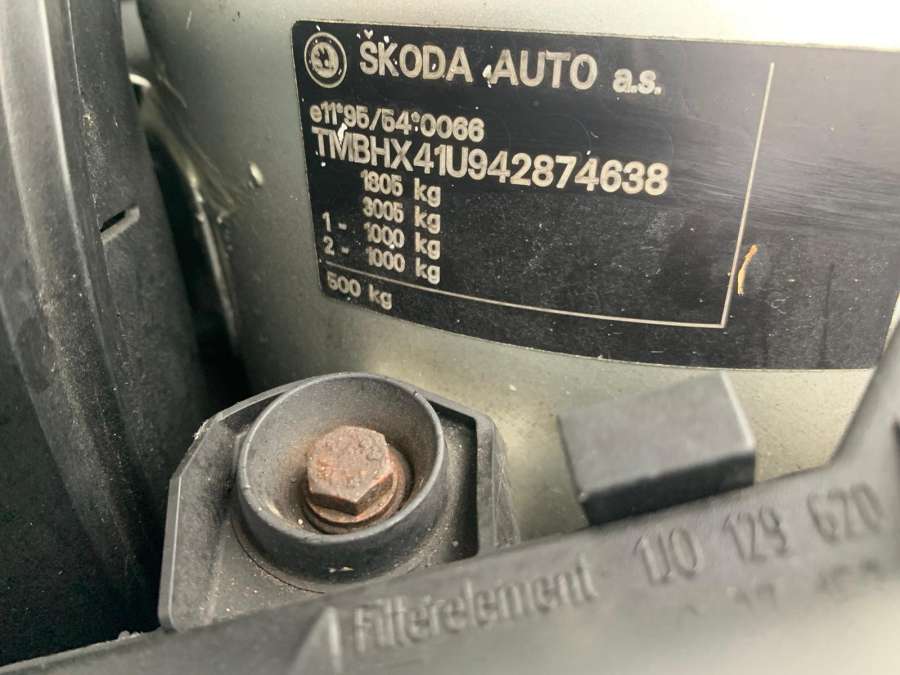 ŠKODA AUTO a.s.
e11*95/54*0066
TMBHX41U942874638
1805 kg
3005 kg
1 - 1000 kg
2 - 1000 kg
500 kg
Filterelement 1J0 129 620